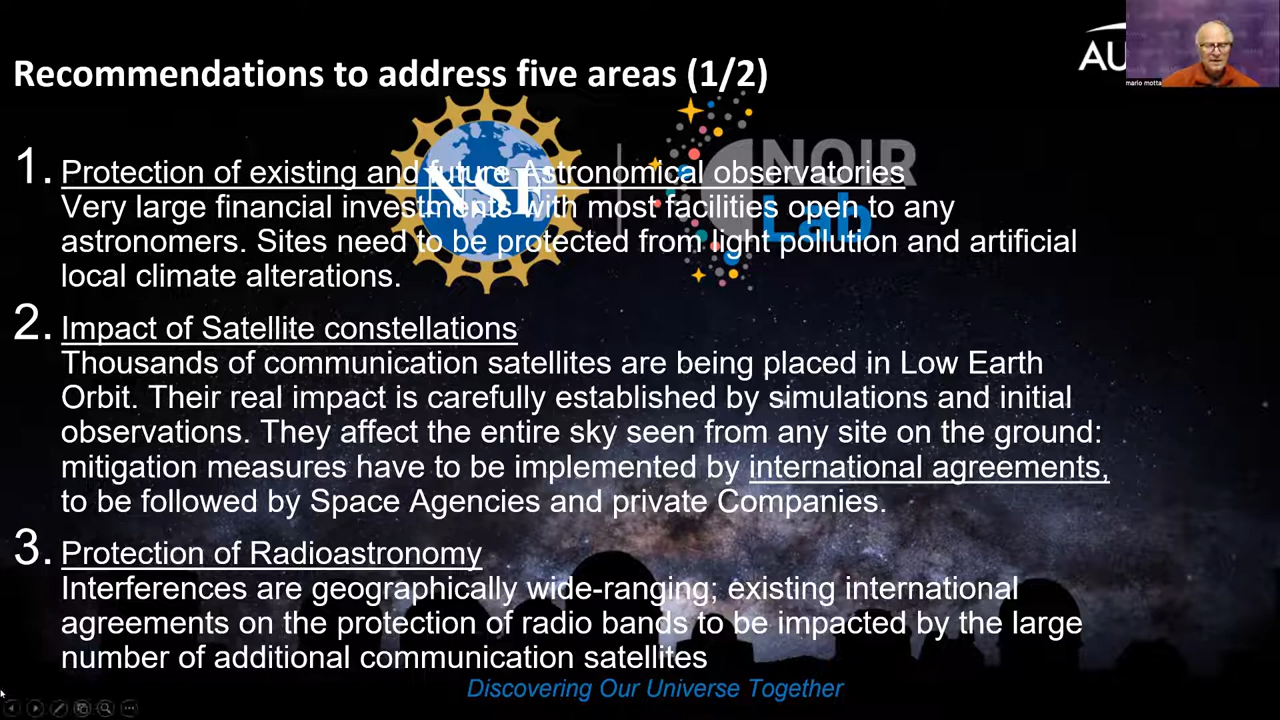 Recommendations to address five areas (1/2)
AU
mario motta
NSF
NOIR
Lab
1. Protection of existing and future Astronomical observatories
Very large financial investments with most facilities open to any
astronomers. Sites need to be protected from light pollution and artificial
local climate alterations.
2. Impact of Satellite constellations
Thousands of communication satellites are being placed in Low Earth
Orbit. Their real impact is carefully established by simulations and initial
observations. They affect the entire sky seen from any site on the ground:
mitigation measures have to be implemented by international agreements,
to be followed by Space Agencies and private Companies.
3. Protection of Radioastronomy
Interferences are geographically wide-ranging; existing international
agreements on the protection of radio bands to be impacted by the large
number of additional communication satellites
Discovering Our Universe Together